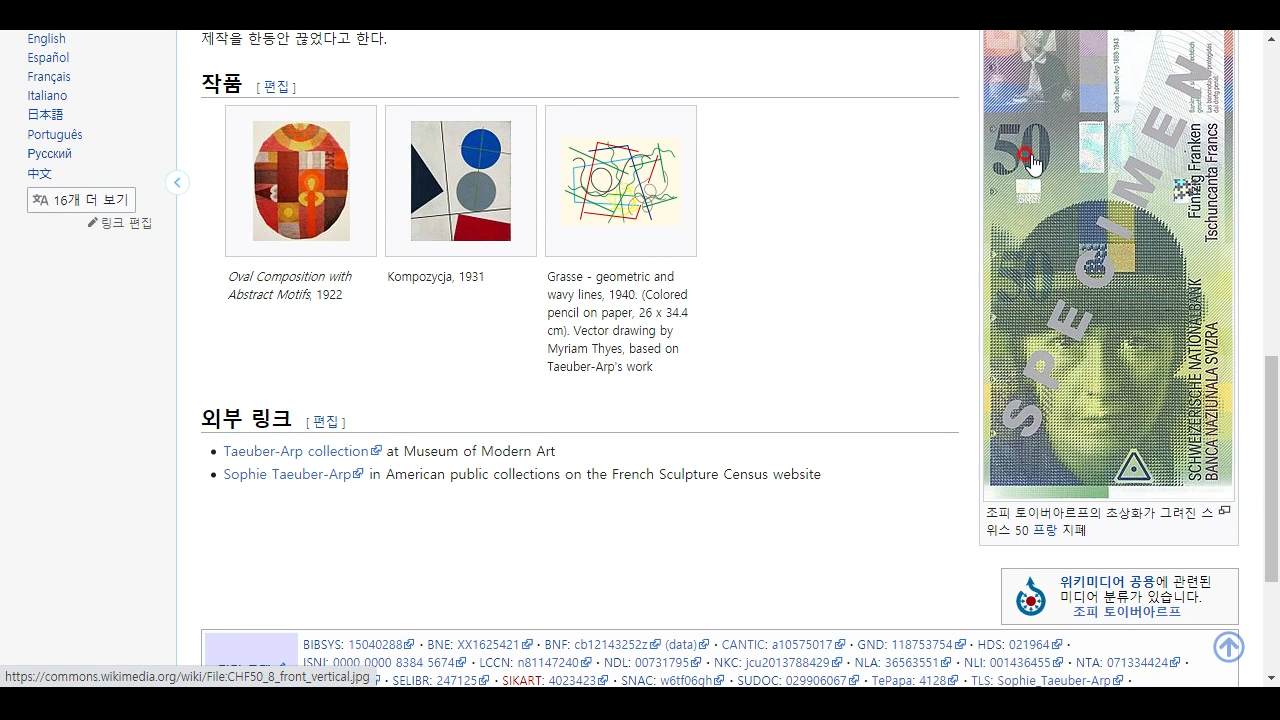 English
Español
Français
Italiano
日本語
Português
Русский
中文
16개 더 보기
링크 편집
제작을 한동안 끊었다고 한다.
작품 [ 편집 ]
Oval Composition with
Abstract Motifs, 1922
Kompozycja, 1931
Grasse - geometric and
wavy lines, 1940. (Colored
pencil on paper, 26 x 34.4
cm). Vector drawing by
Myriam Thyes, based on
Taeuber-Arp's work
외부 링크 [ 편집 ]
• Taeuber-Arp collection at Museum of Modern Art
• Sophie Taeuber-Arp in American public collections on the French Sculpture Census website
Sophie Taeuber-Arp 1889-1943
50
Fünfzig Franken
Tschuncanta Francs
SPECIMEN
SCHWEIZERISCHE NATIONALBANK
BANCA NAZIUNALA SVIZRA
조피 토이버아르프의 초상화가 그려진 스
위스 50 프랑 지폐
위키미디어 공용에 관련된
미디어 분류가 있습니다.
조피 토이버아르프
BIBSYS: 15040288 · BNE: XX1625421 · BNF: cb12143252z (data) · CANTIC: a10575017 · GND: 118753754 · HDS: 021964 ·
ISNI: 0000 0000 8384 5674 · LCCN: n81147240 · NDL: 00731795 · NKC: jcu2013788429 · NLA: 36563551 · NLI: 001436455 · NTA: 071334424 ·
· SELIBR: 247125 · SIKART: 4023423 · SNAC: w6tf06gh · SUDOC: 029906067 · TePapa: 4128 · TLS: Sophie_Taeuber-Arp ·
https://commons.wikimedia.org/wiki/File:CHF50_8_front_vertical.jpg